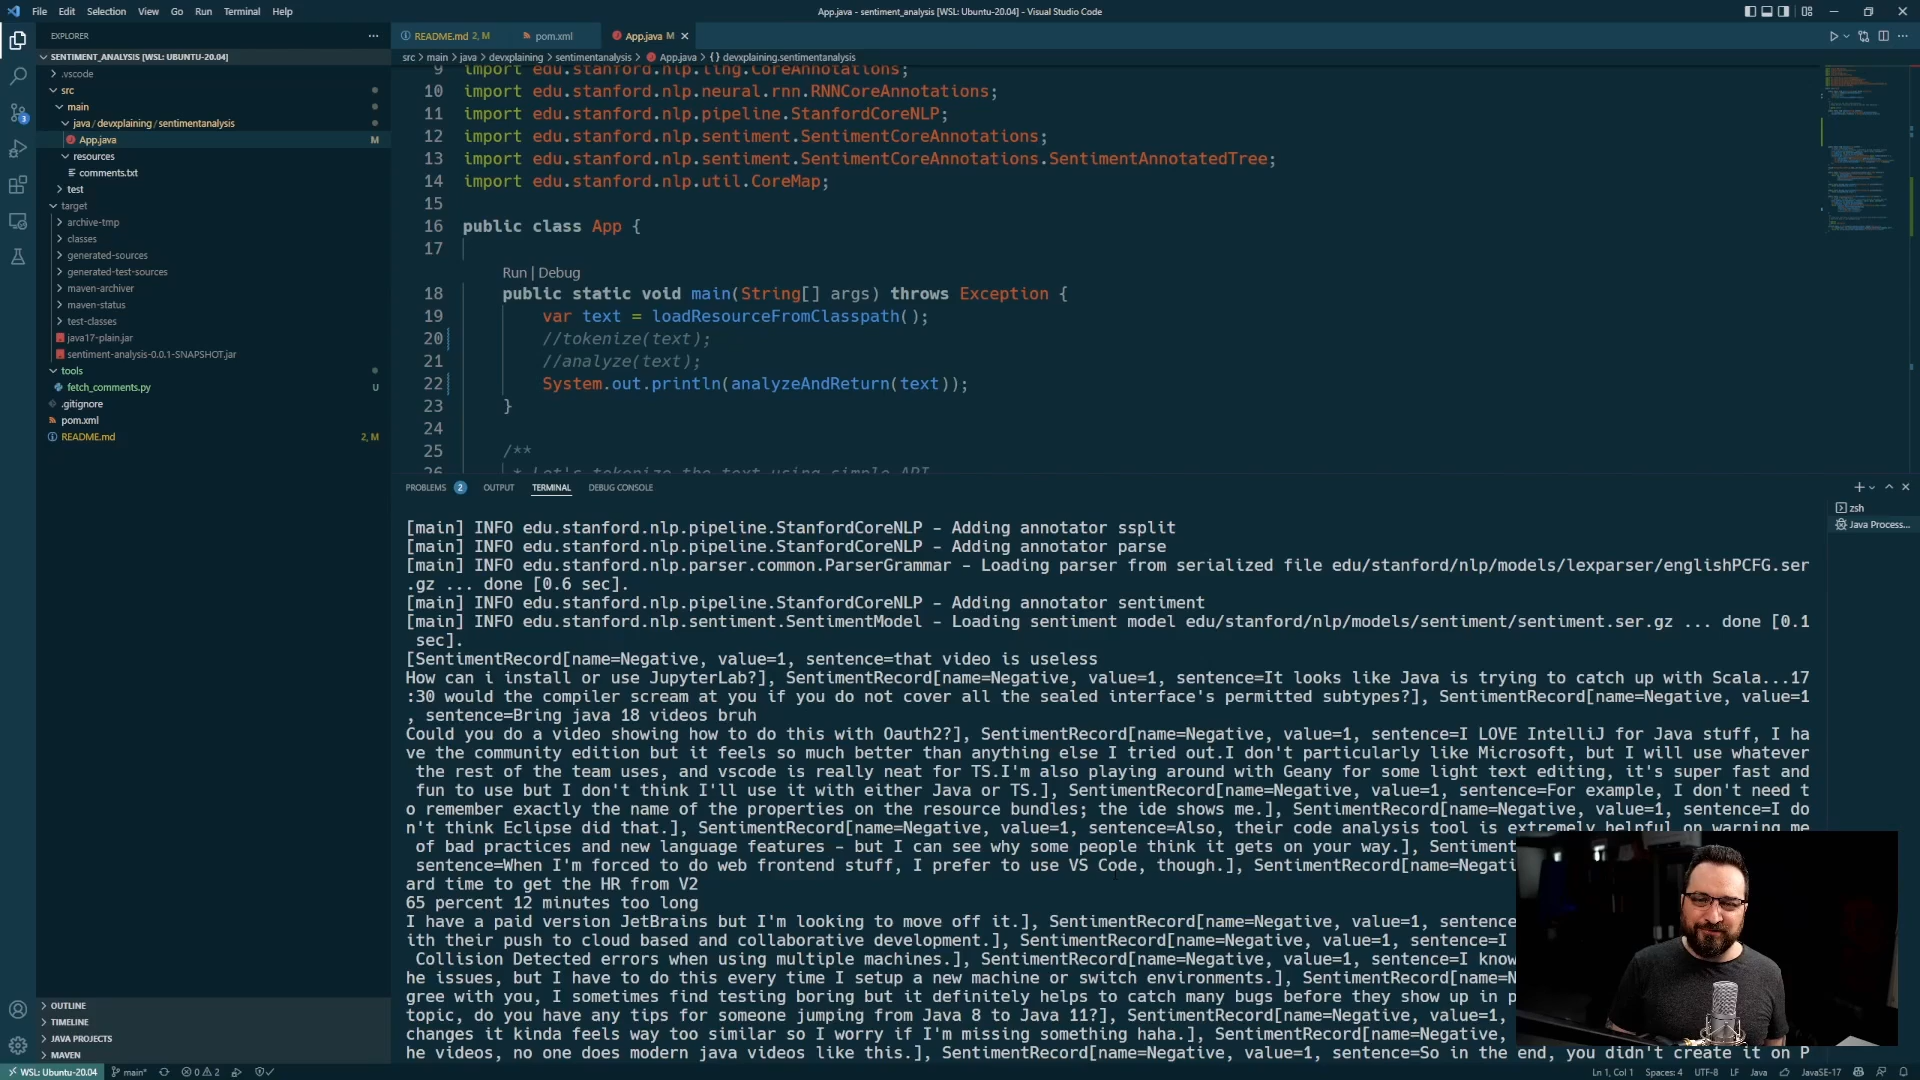 File Edit Selection View Go Run Terminal Help
App.java - sentiment_analysis [WSL: Ubuntu-20.04] - Visual Studio Code
EXPLORER
SENTIMENT_ANALYSIS [WSL: UBUNTU-20.04]
.vscode
src
main
java / devxplaining / sentimentanalysis
App.java M
resources
comments.txt
test
target
archive-tmp
classes
generated-sources
generated-test-sources
maven-archiver
maven-status
test-classes
java17-plain.jar
sentiment-analysis-0.0.1-SNAPSHOT.jar
tools
fetch_comments.py U
.gitignore
pom.xml
README.md 2, M
OUTLINE
TIMELINE
JAVA PROJECTS
MAVEN
README.md 2, M pom.xml App.java M
src > main > java > devxplaining > sentimentanalysis > App.java > {} devxplaining.sentimentanalysis
9 import edu.stanford.nlp.ling.CoreAnnotations;
10 import edu.stanford.nlp.neural.rnn.RNNCoreAnnotations;
11 import edu.stanford.nlp.pipeline.StanfordCoreNLP;
12 import edu.stanford.nlp.sentiment.SentimentCoreAnnotations;
13 import edu.stanford.nlp.sentiment.SentimentCoreAnnotations.SentimentAnnotatedTree;
14 import edu.stanford.nlp.util.CoreMap;
15
16 public class App {
17
Run | Debug
18 public static void main(String[] args) throws Exception {
19 var text = loadResourceFromClasspath();
20 //tokenize(text);
21 //analyze(text);
22 System.out.println(analyzeAndReturn(text));
23 }
24
25 /**
26 * Let's tokenize the text using simple API
PROBLEMS 2 OUTPUT TERMINAL DEBUG CONSOLE
zsh
Java Process...
[main] INFO edu.stanford.nlp.pipeline.StanfordCoreNLP - Adding annotator ssplit
[main] INFO edu.stanford.nlp.pipeline.StanfordCoreNLP - Adding annotator parse
[main] INFO edu.stanford.nlp.parser.common.ParserGrammar - Loading parser from serialized file edu/stanford/nlp/models/lexparser/englishPCFG.ser
.gz ... done [0.6 sec].
[main] INFO edu.stanford.nlp.pipeline.StanfordCoreNLP - Adding annotator sentiment
[main] INFO edu.stanford.nlp.sentiment.SentimentModel - Loading sentiment model edu/stanford/nlp/models/sentiment/sentiment.ser.gz ... done [0.1
sec].
[SentimentRecord[name=Negative, value=1, sentence=that video is useless
How can i install or use JupyterLab?], SentimentRecord[name=Negative, value=1, sentence=It looks like Java is trying to catch up with Scala...17
:30 would the compiler scream at you if you do not cover all the sealed interface's permitted subtypes?], SentimentRecord[name=Negative, value=1
, sentence=Bring java 18 videos bruh
Could you do a video showing how to do this with Oauth2?], SentimentRecord[name=Negative, value=1, sentence=I LOVE IntelliJ for Java stuff, I ha
ve the community edition but it feels so much better than anything else I tried out.I don't particularly like Microsoft, but I will use whatever
the rest of the team uses, and vscode is really neat for TS.I'm also playing around with Geany for some light text editing, it's super fast and
fun to use but I don't think I'll use it with either Java or TS.], SentimentRecord[name=Negative, value=1, sentence=For example, I don't need t
o remember exactly the name of the properties on the resource bundles; the ide shows me.], SentimentRecord[name=Negative, value=1, sentence=I do
n't think Eclipse did that.], SentimentRecord[name=Negative, value=1, sentence=Also, their code analysis tool is extremely helpful on warning me
of bad practices and new language features - but I can see why some people think it gets on your way.], Sentiment
sentence=When I'm forced to do web frontend stuff, I prefer to use VS Code, though.], SentimentRecord[name=Negati
ard time to get the HR from V2
65 percent 12 minutes too long
I have a paid version JetBrains but I'm looking to move off it.], SentimentRecord[name=Negative, value=1, sentenc
ith their push to cloud based and collaborative development.], SentimentRecord[name=Negative, value=1, sentence=I
Collision Detected errors when using multiple machines.], SentimentRecord[name=Negative, value=1, sentence=I know
he issues, but I have to do this every time I setup a new machine or switch environments.], SentimentRecord[name=N
gree with you, I sometimes find testing boring but it definitely helps to catch many bugs before they show up in p
topic, do you have any tips for someone jumping from Java 8 to Java 11?], SentimentRecord[name=Negative, value=1,
changes it kinda feels way too similar so I worry if I'm missing something haha.], SentimentRecord[name=Negative,
he videos, no one does modern java videos like this.], SentimentRecord[name=Negative, value=1, sentence=So in the end, you didn't create it on P
WSL: Ubuntu-20.04 main* 0 2 Ln 1, Col 1 Spaces: 4 UTF-8 LF Java JavaSE-17